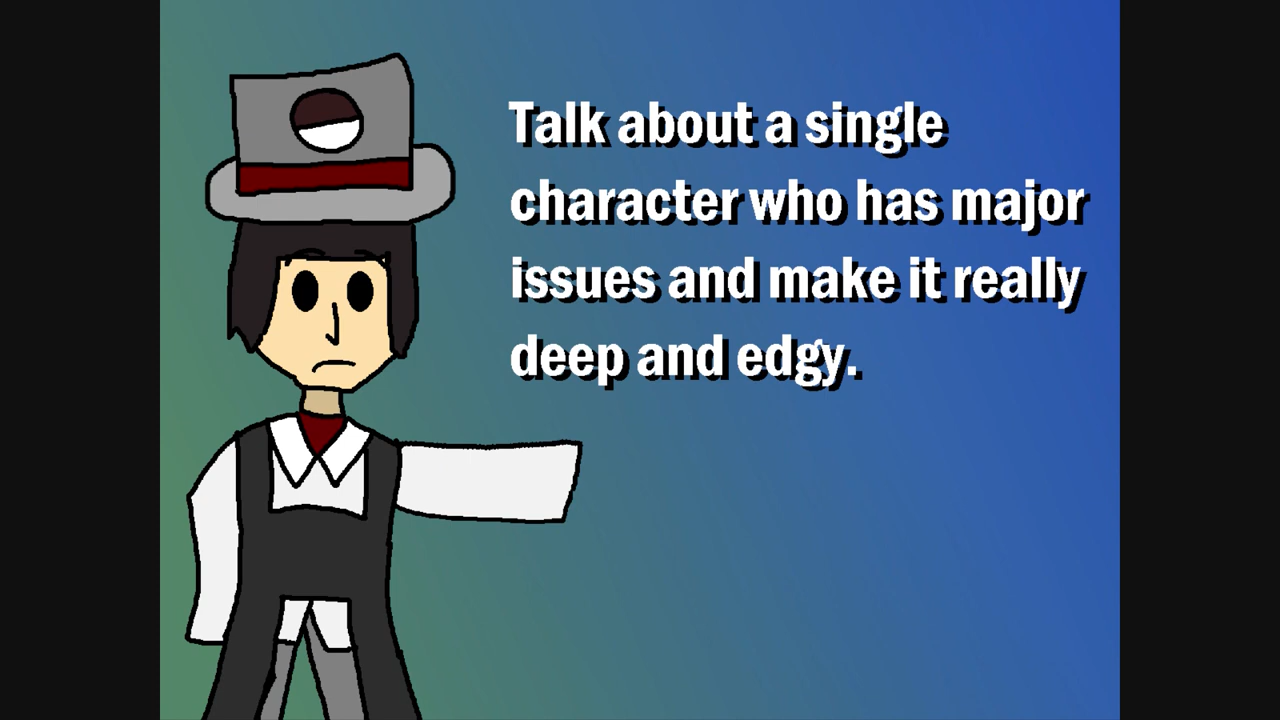 Talk about a single
character who has major
issues and make it really
deep and edgy.